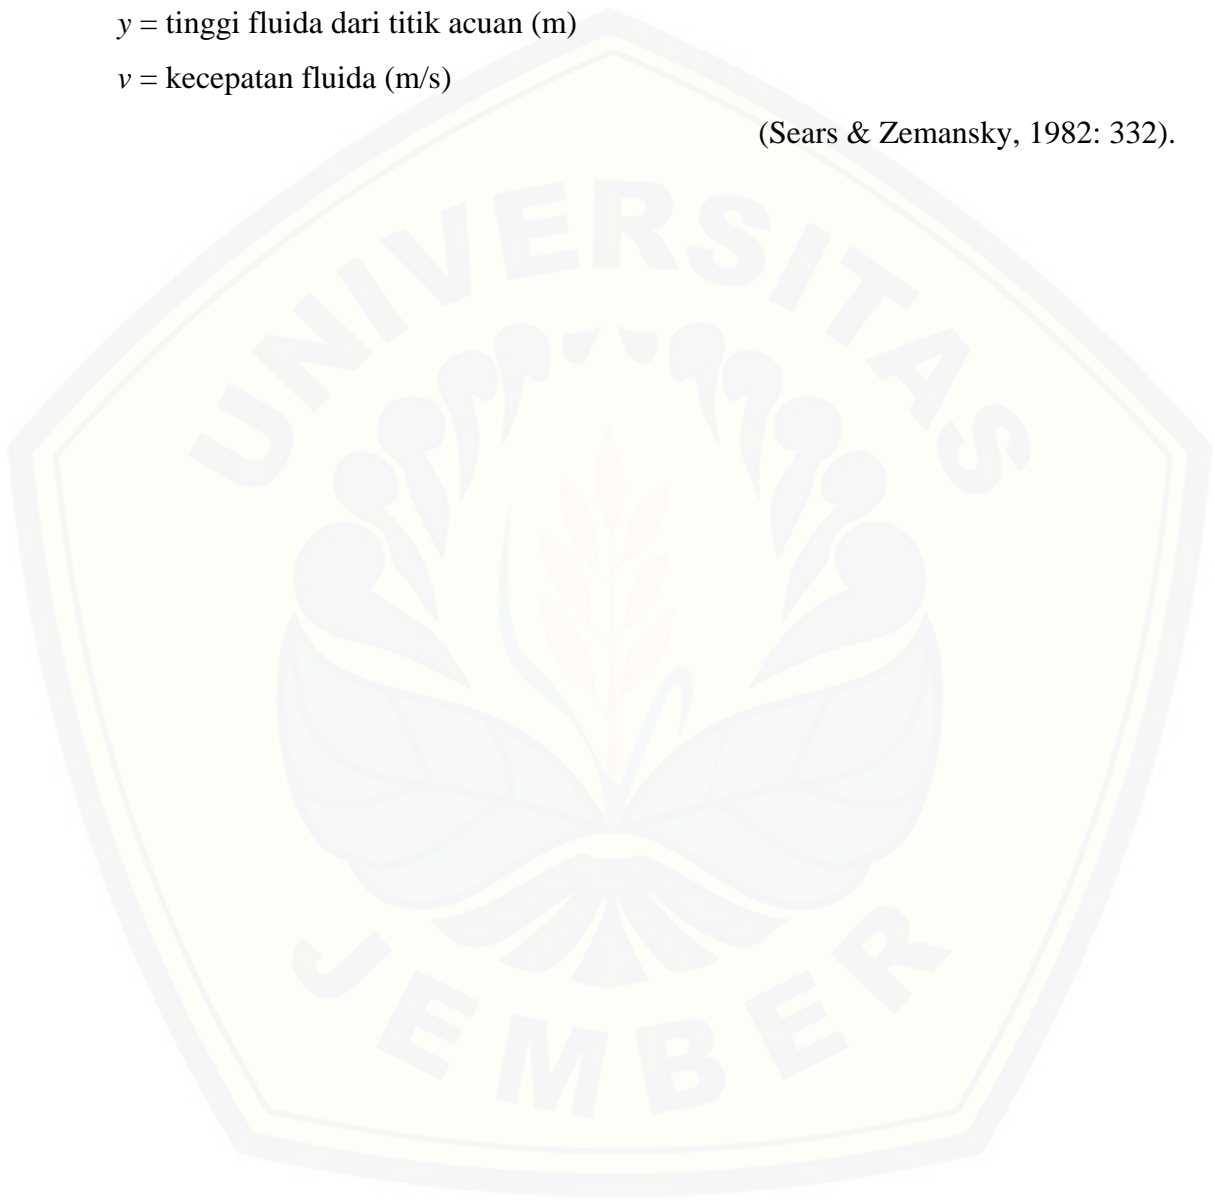 y = tinggi fluida dari titik acuan (m)
v = kecepatan fluida (m/s)
(Sears & Zemansky, 1982: 332).
UNIVERSITAS
JEMBER